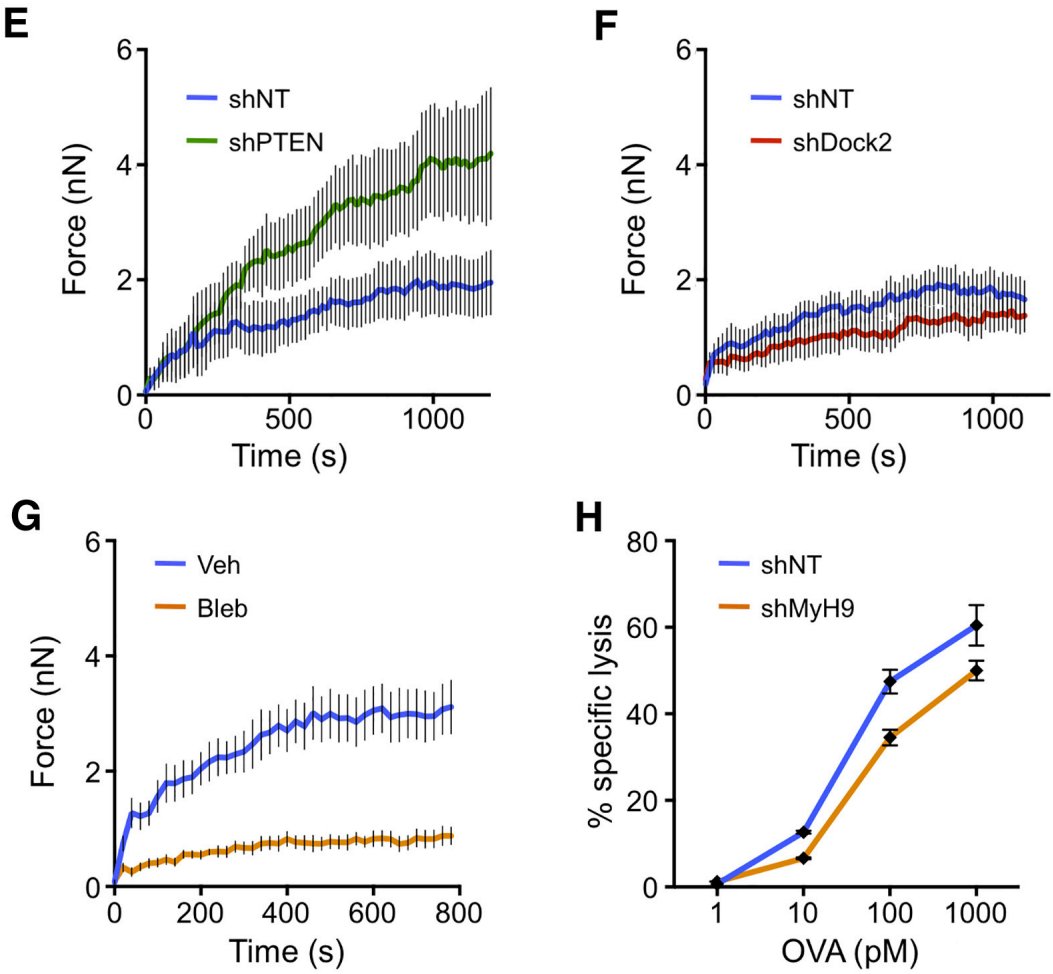 E
6
4
2
0
Force (nN)
shNT
shPTEN
0
500
1000
Time (s)
F
6
4
2
0
Force (nN)
shNT
shDock2
0
500
1000
Time (s)
G
6
4
2
0
Force (nN)
Veh
Bleb
0
200
400
600
800
Time (s)
H
80
60
40
20
0
% specific lysis
shNT
shMyH9
1
10
100
1000
OVA (pM)